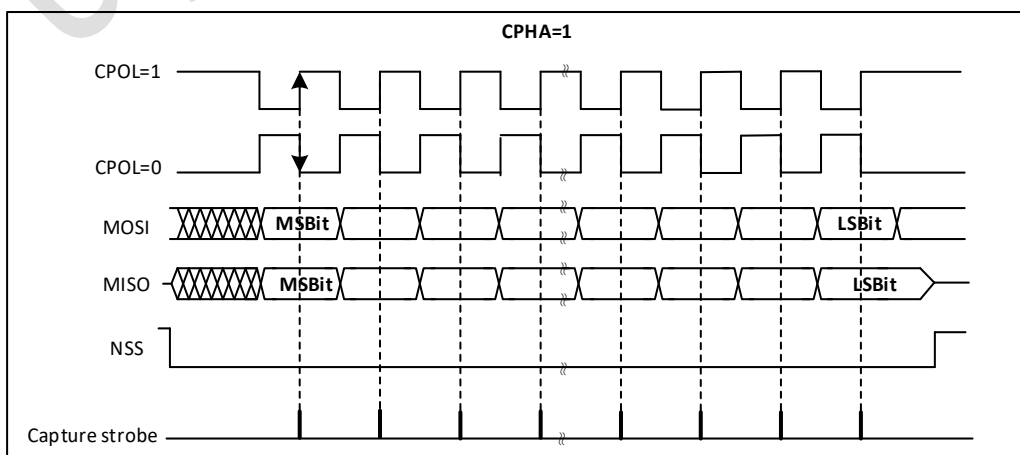 CPHA=1
CPOL=1
CPOL=0
MOSI MSBit LSBit
MISO MSBit LSBit
NSS
Capture strobe